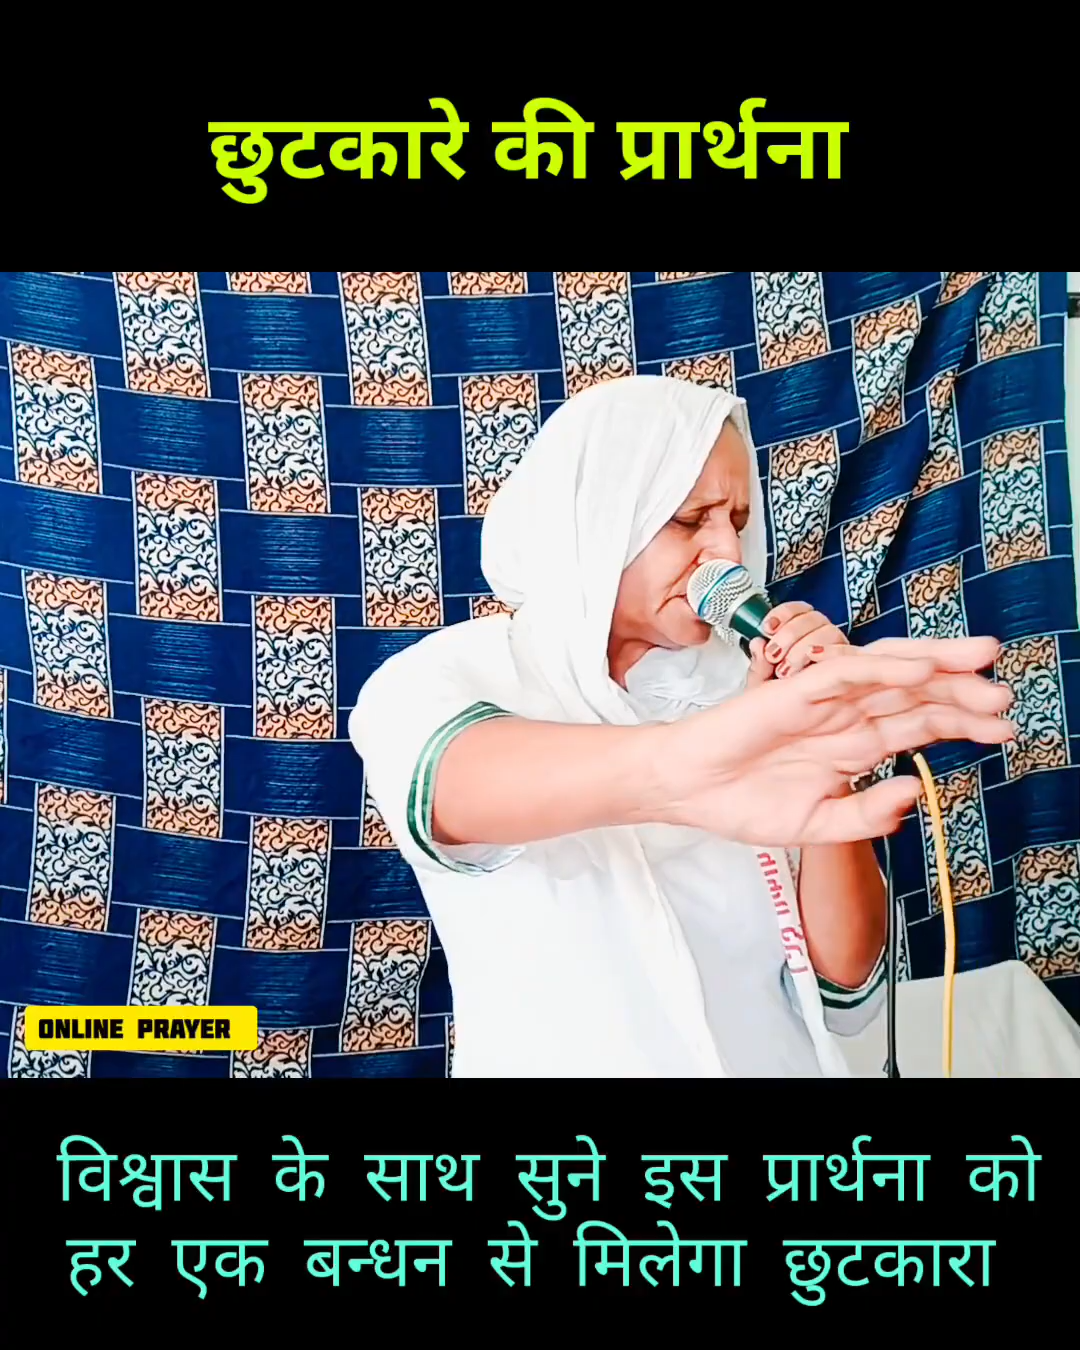 छुटकारे की प्रार्थना
ONLINE PRAYER
विश्वास के साथ सुने इस प्रार्थना को
हर एक बन्धन से मिलेगा छुटकारा